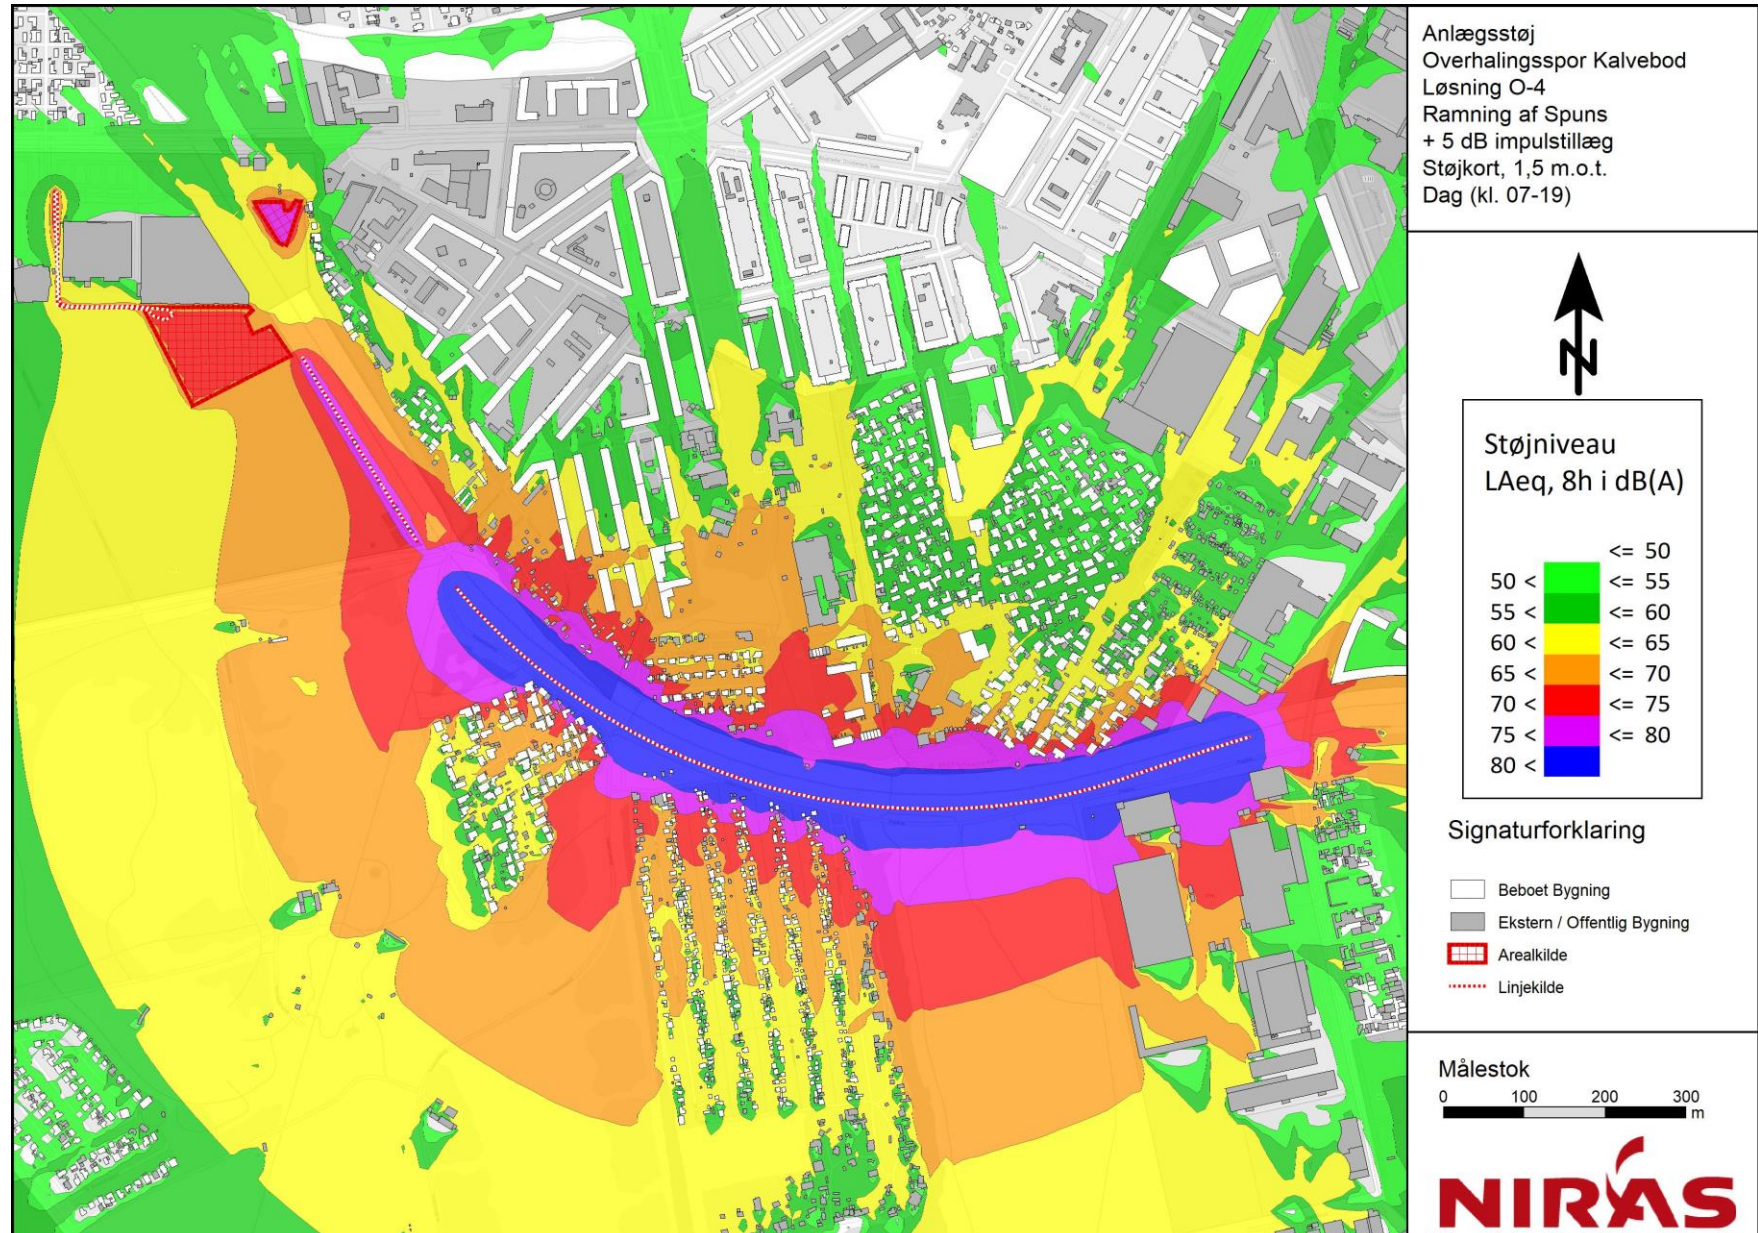 Anlægsstøj
Overhalingsspor Kalvebod
Løsning O-4
Ramning af Spuns
+ 5 dB impulstillæg
Støjkort, 1,5 m.o.t.
Dag (kl. 07-19)
N
Støjniveau
LAeq, 8h i dB(A)
<= 50
50 < <= 55
55 < <= 60
60 < <= 65
65 < <= 70
70 < <= 75
75 < <= 80
80 <
Signaturforklaring
Beboet Bygning
Ekstern / Offentlig Bygning
Arealkilde
Linjekilde
Målestok
0 100 200 300
m
NIRAS